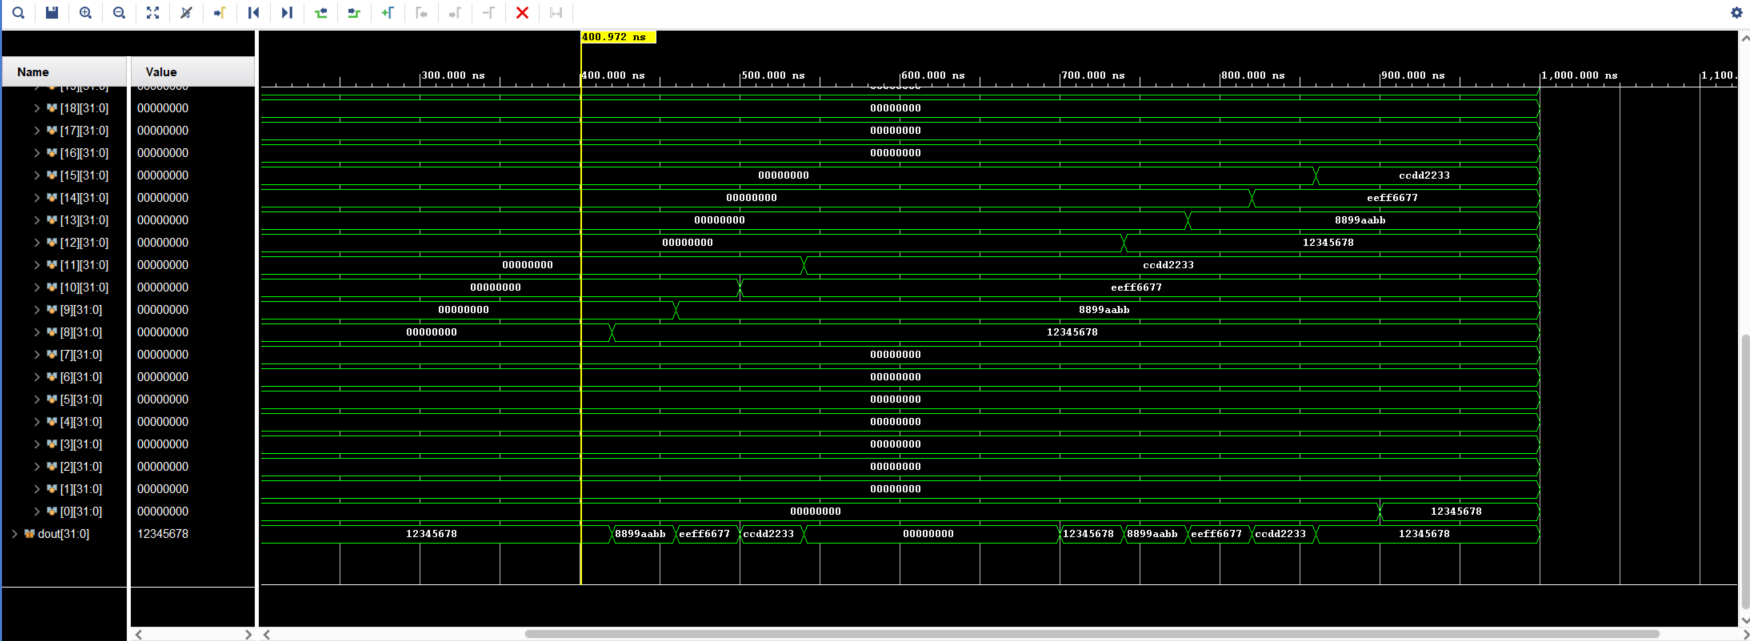 400.972 ns
Name Value 300.000 ns 400.000 ns 500.000 ns 600.000 ns 700.000 ns 800.000 ns 900.000 ns 1,000.000 ns 1,100.
[18][31:0] 00000000 00000000
[17][31:0] 00000000 00000000
[16][31:0] 00000000 00000000
[15][31:0] 00000000 00000000 ccdd2233
[14][31:0] 00000000 00000000 eeff6677
[13][31:0] 00000000 00000000 8899aabb
[12][31:0] 00000000 00000000 12345678
[11][31:0] 00000000 00000000 ccdd2233
[10][31:0] 00000000 00000000 eeff6677
[9][31:0] 00000000 00000000 8899aabb
[8][31:0] 00000000 00000000 12345678
[7][31:0] 00000000 00000000
[6][31:0] 00000000 00000000
[5][31:0] 00000000 00000000
[4][31:0] 00000000 00000000
[3][31:0] 00000000 00000000
[2][31:0] 00000000 00000000
[1][31:0] 00000000 00000000
[0][31:0] 00000000 00000000 12345678
dout[31:0] 12345678 12345678 8899aabb eeff6677 ccdd2233 00000000 12345678 8899aabb eeff6677 ccdd2233 12345678